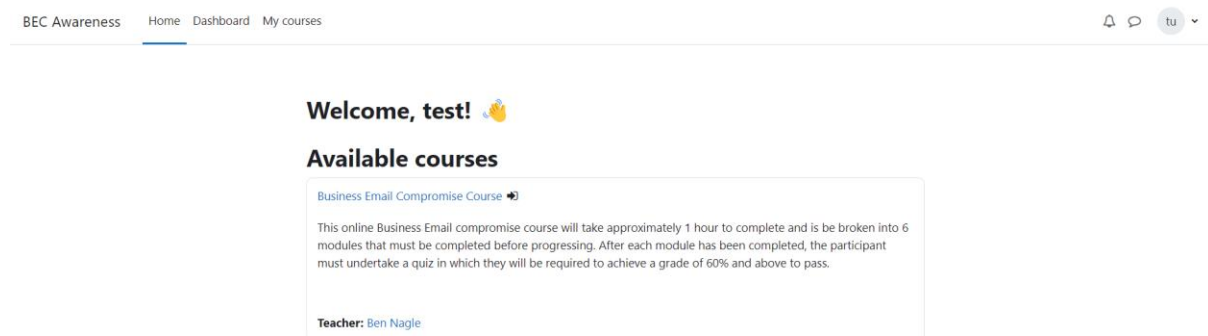 BEC Awareness Home Dashboard My courses tu
Welcome, test! 👋
Available courses
Business Email Compromise Course
This online Business Email compromise course will take approximately 1 hour to complete and is be broken into 6
modules that must be completed before progressing. After each module has been completed, the participant
must undertake a quiz in which they will be required to achieve a grade of 60% and above to pass.
Teacher: Ben Nagle